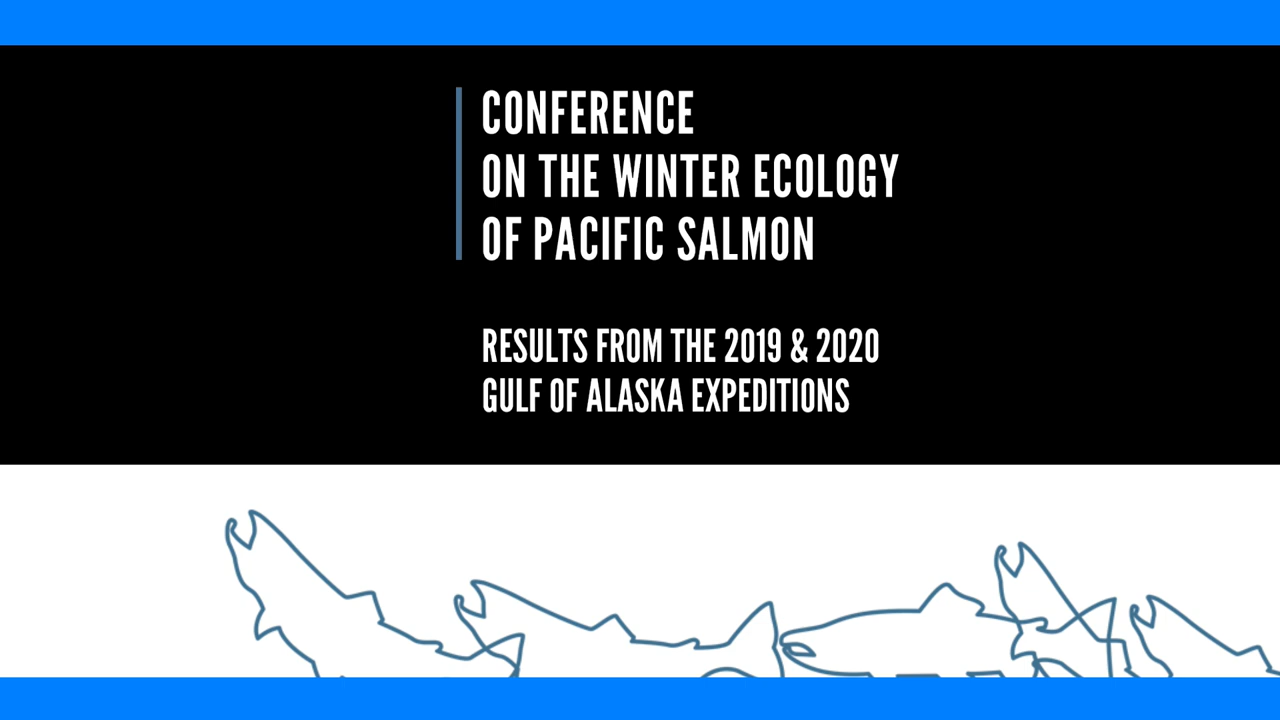 CONFERENCE
ON THE WINTER ECOLOGY
OF PACIFIC SALMON
RESULTS FROM THE 2019 & 2020
GULF OF ALASKA EXPEDITIONS